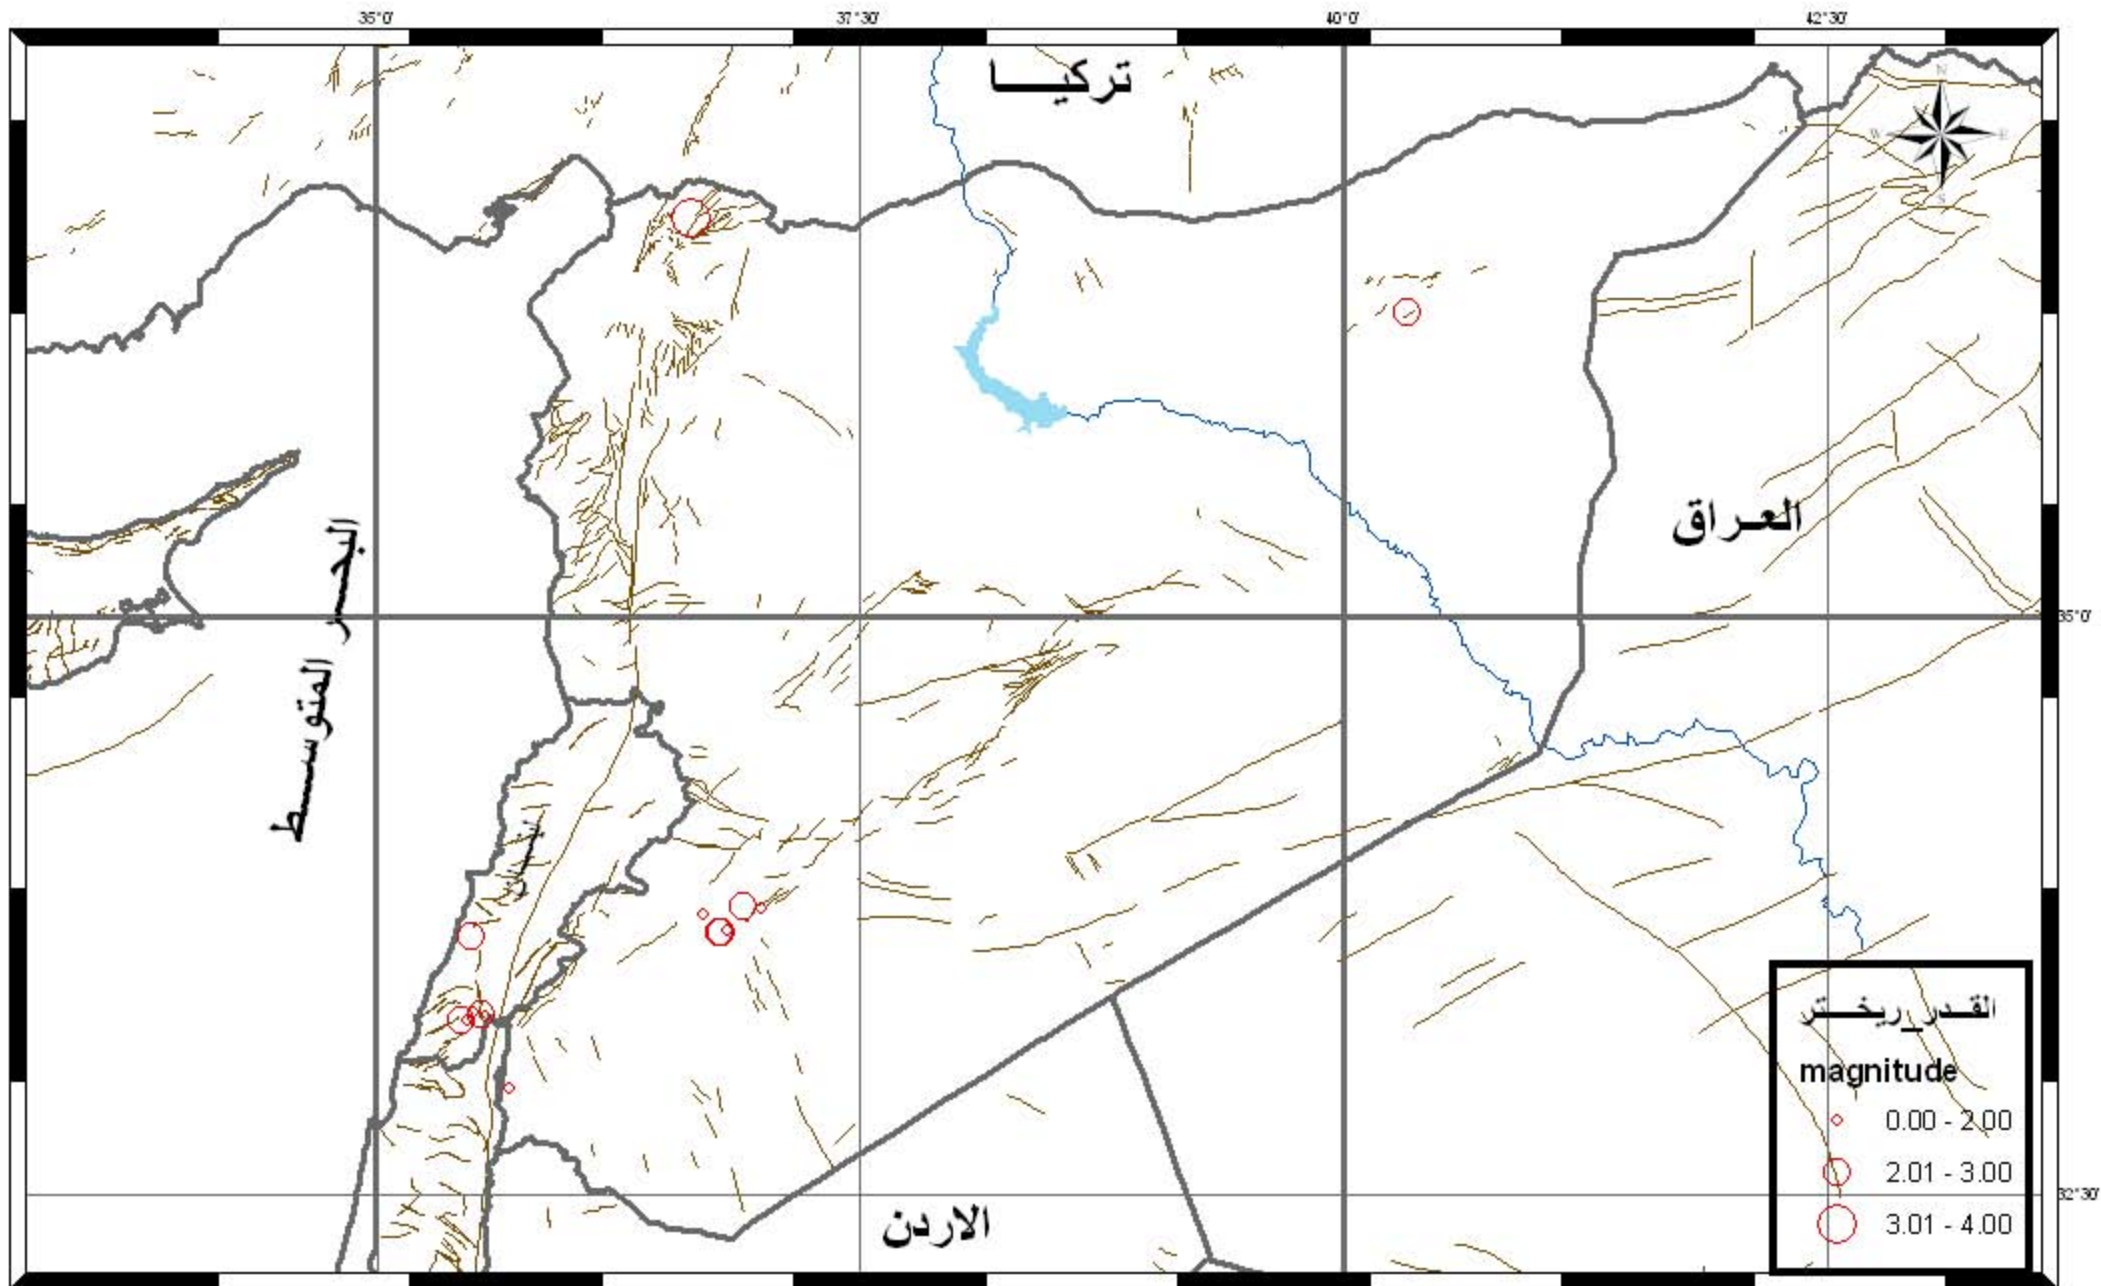 35°0' 37°30' 40°0' 42°30'
تركيا
N
W E
S
العراق
البحر المتوسط
35°0'
لبنان
القدر_ريختر
magnitude
0.00 - 2.00
2.01 - 3.00
3.01 - 4.00
32°30'
الاردن